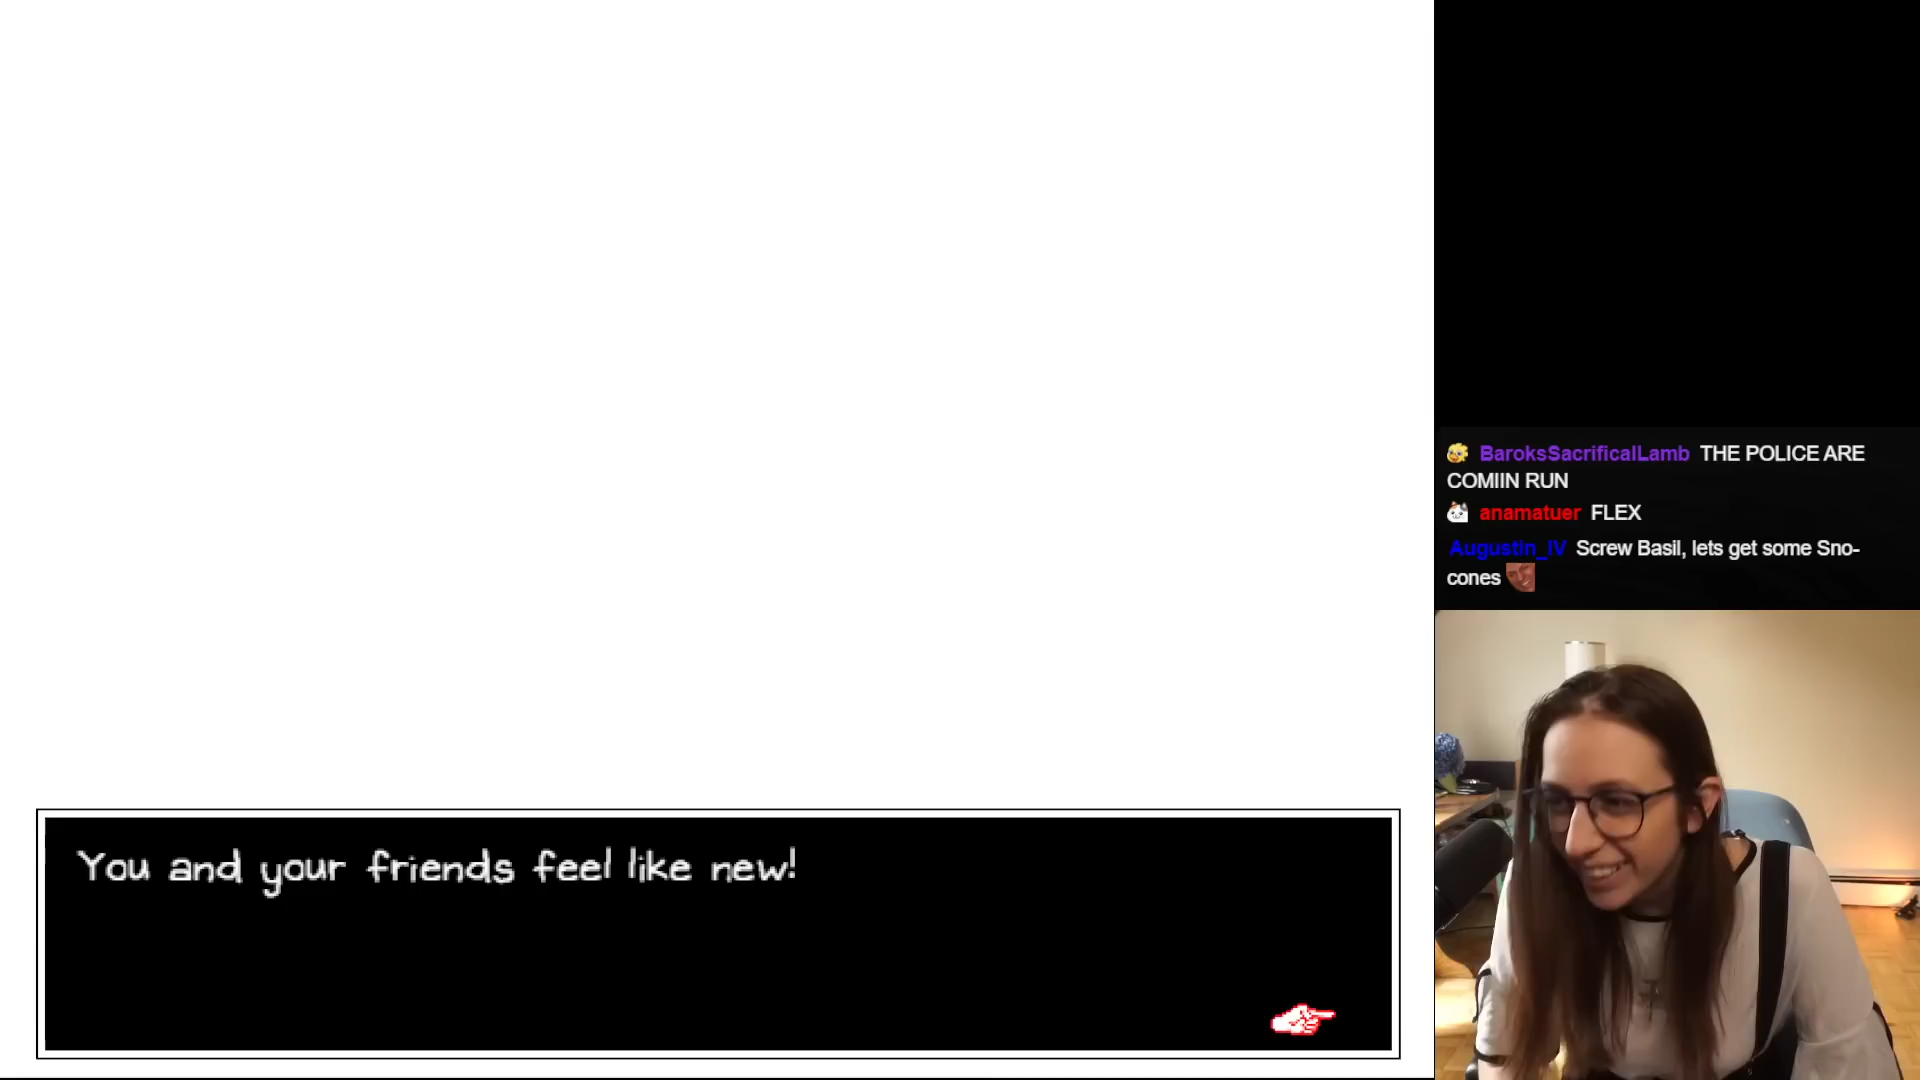 BaroksSacrificalLamb THE POLICE ARE
COMIIN RUN
anamatuer FLEX
Augustin_IV Screw Basil, lets get some Sno-
cones
You and your friends feel like new!